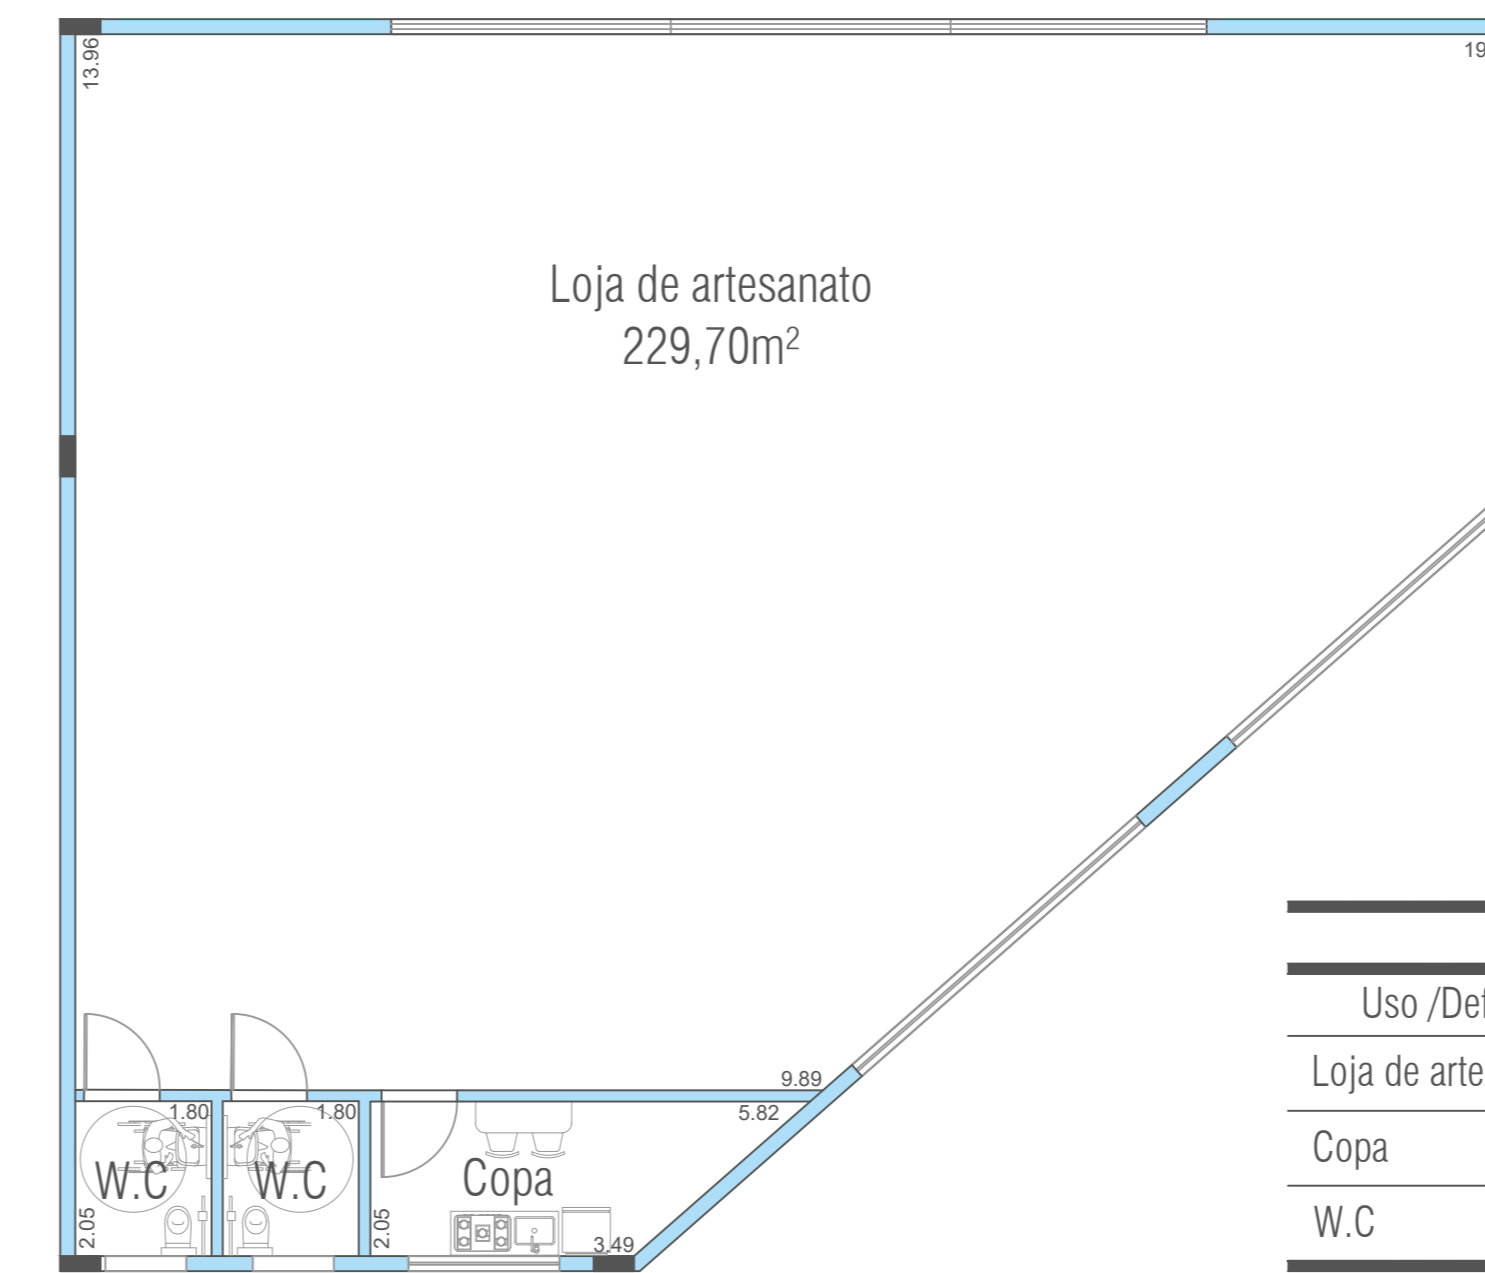 13.96
19
Loja de artesanato
229,70m²
9.89
1.80
1.80
5.82
W.C
W.C
Copa
2.05
2.05
3.49
Uso /Def
Loja de arte
Copa
W.C